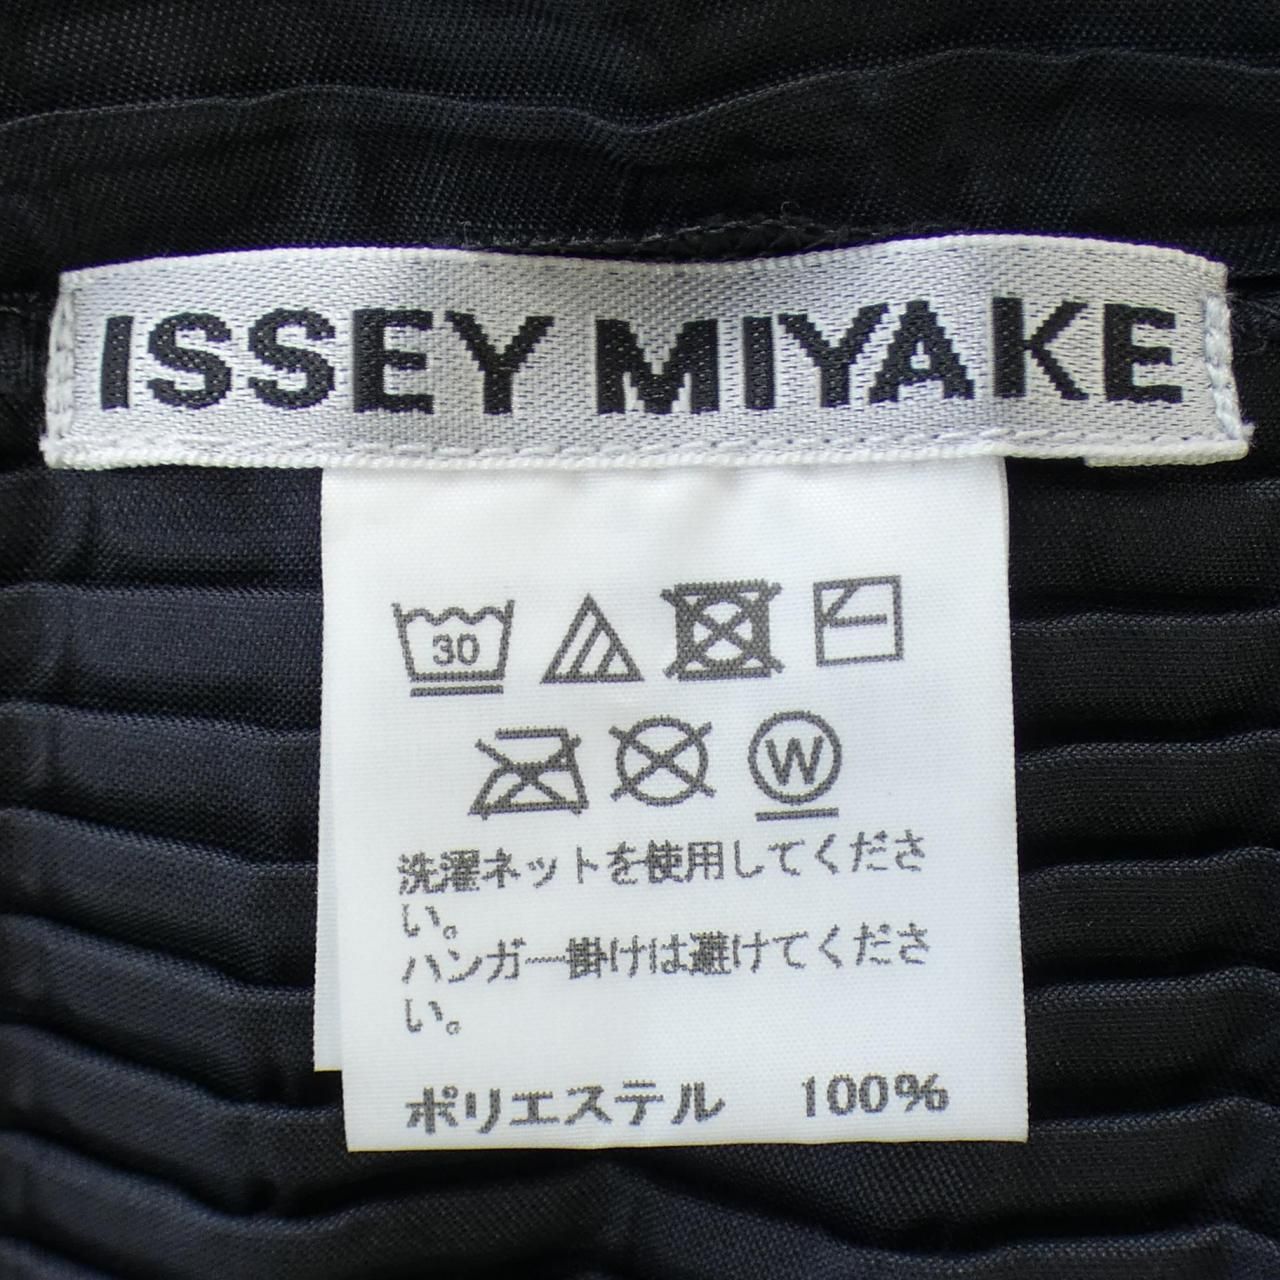 ISSEY MIYAKE
30
W
洗濯ネットを使用してくださ
い。
ハンガー掛けは避けてくださ
い。
ポリエステル 100%